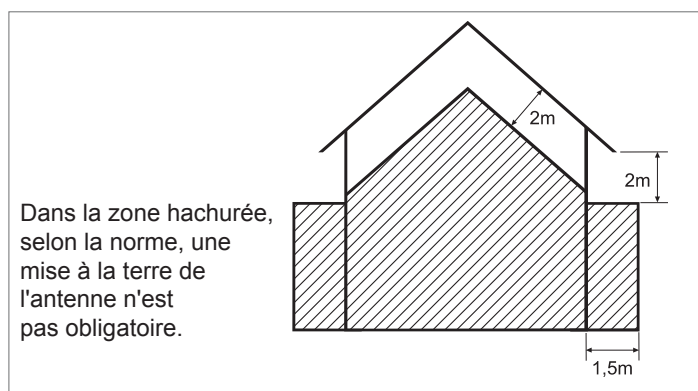 2m
2m
Dans la zone hachurée,
selon la norme, une
mise à la terre de
l'antenne n'est
pas obligatoire.
1,5m